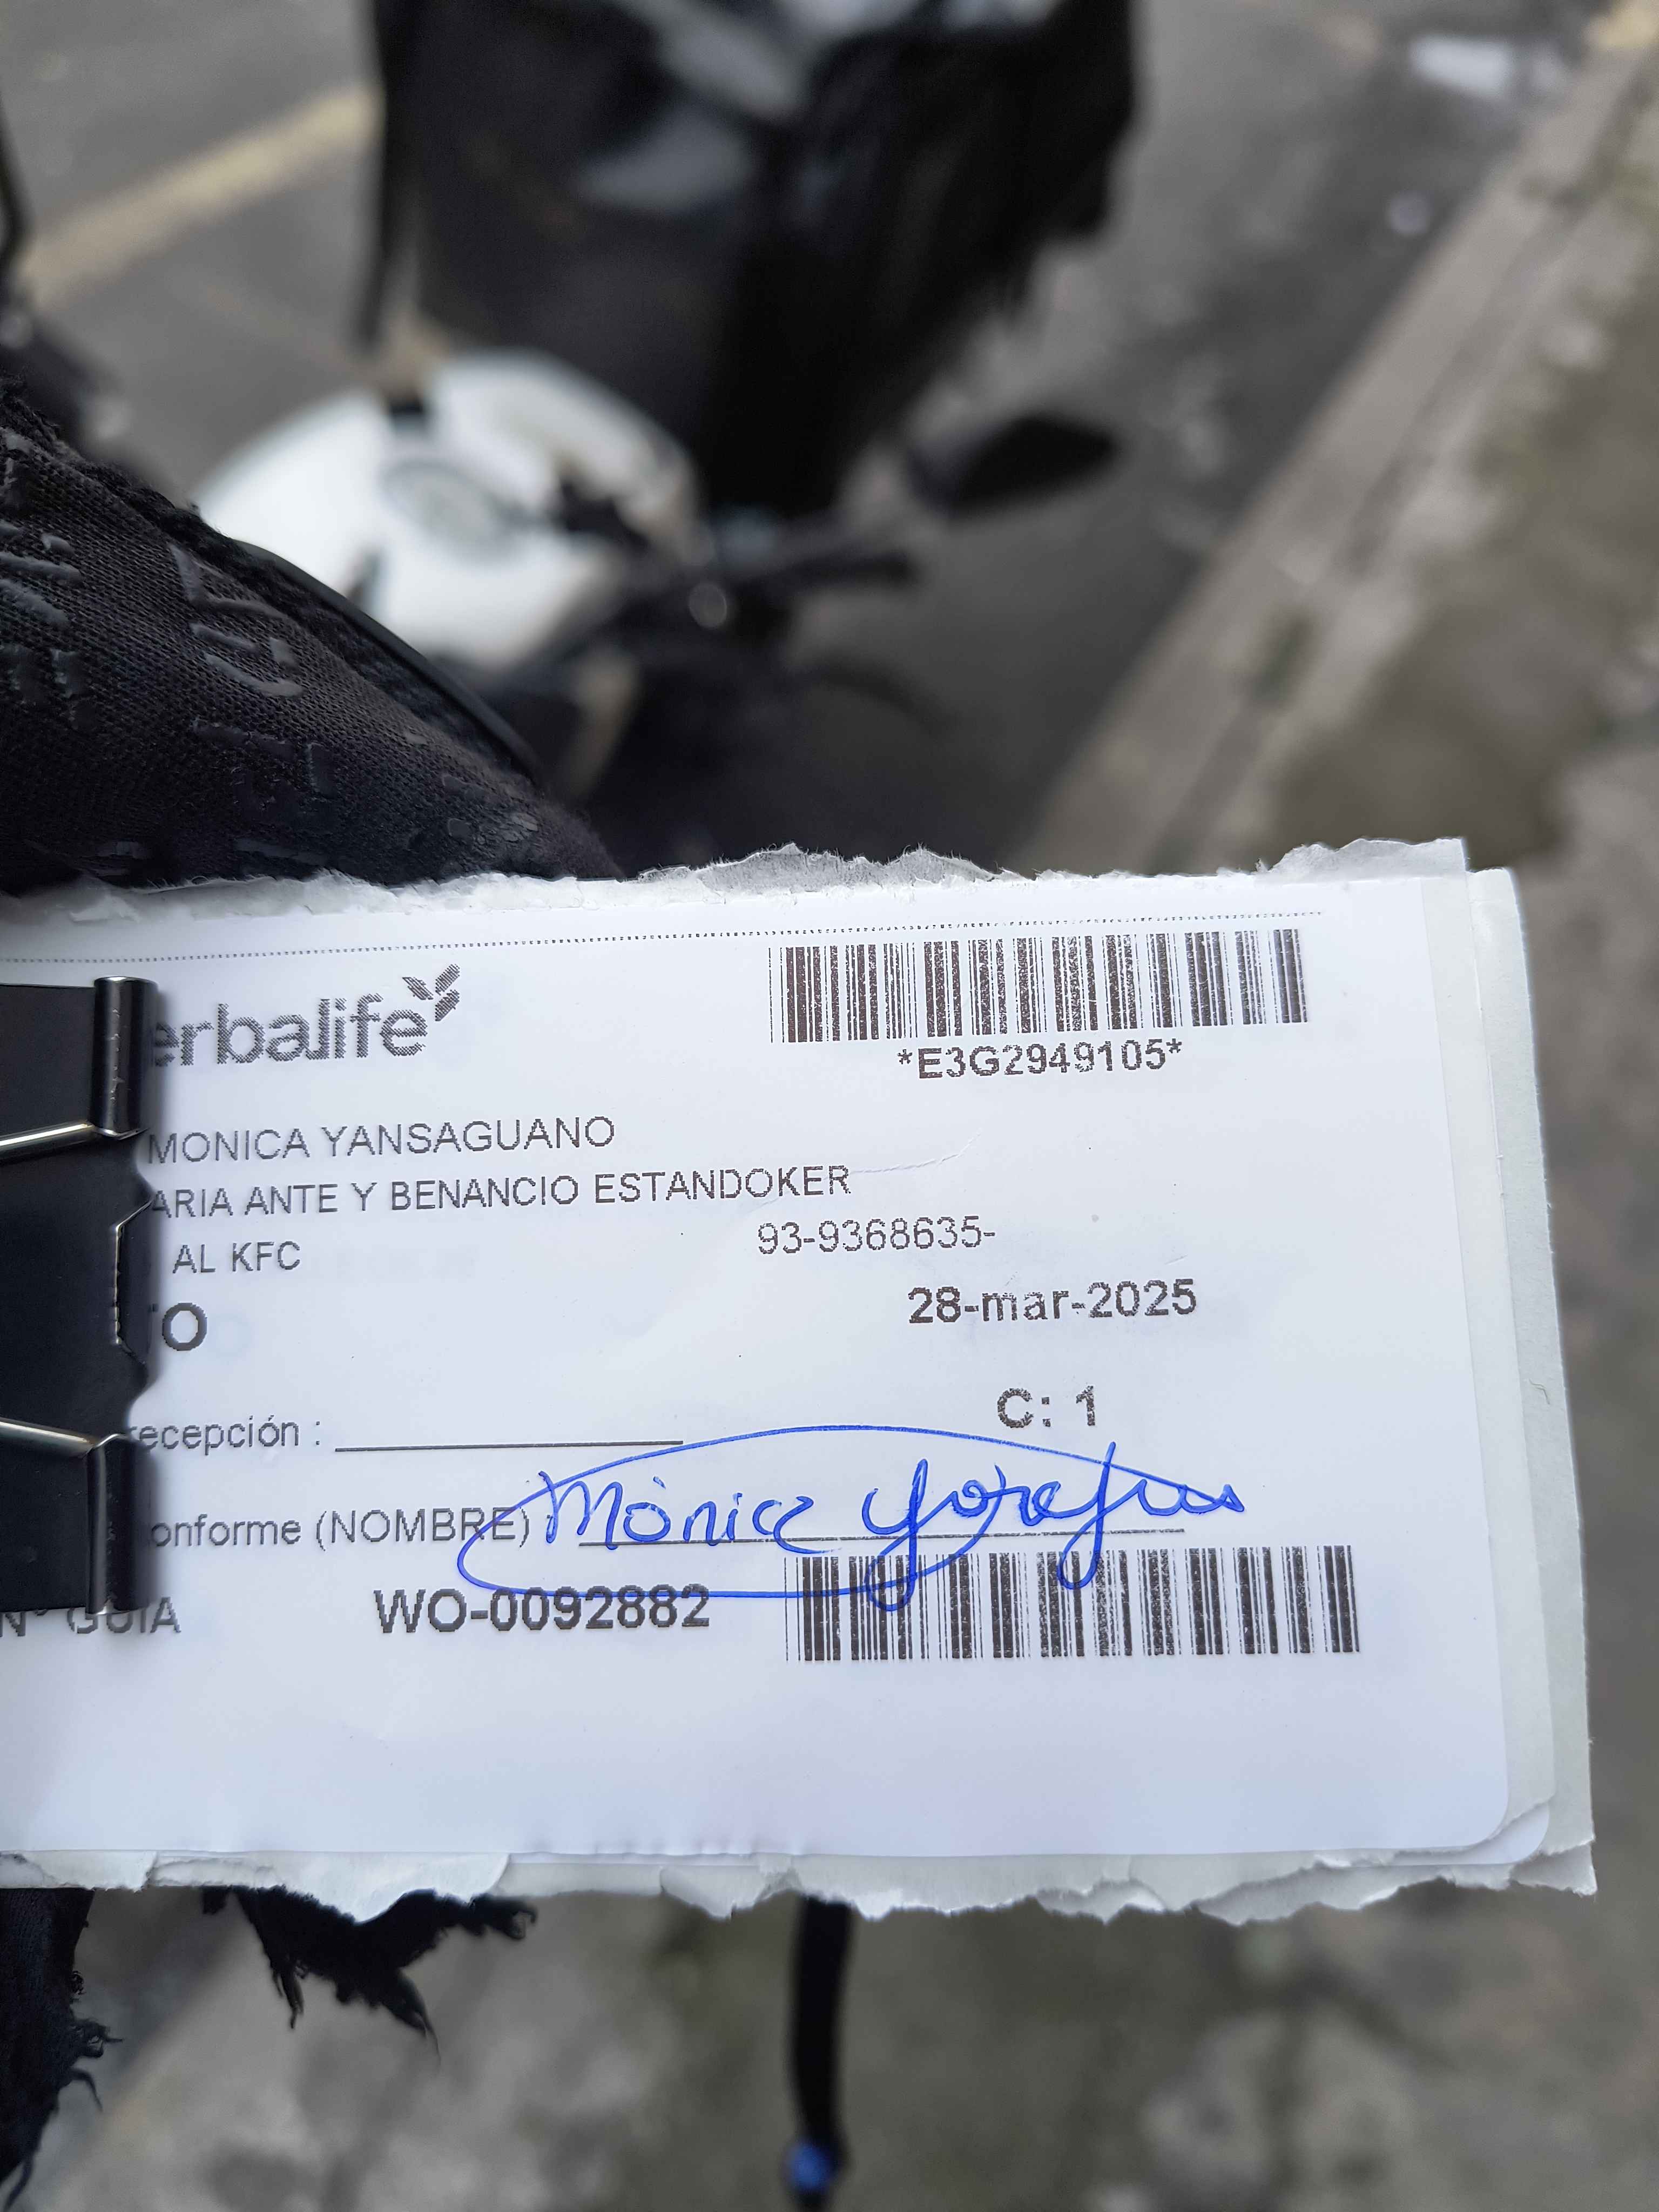 erbalife
*E3G2949105*
MONICA YANSAGUANO
ARIA ANTE Y BENANCIO ESTANDOKER
AL KFC
93-9368635-
28-mar-2025
TO
C: 1
recepción :
onforme (NOMBRE) : Mónica
N° GUIA WO-0092882